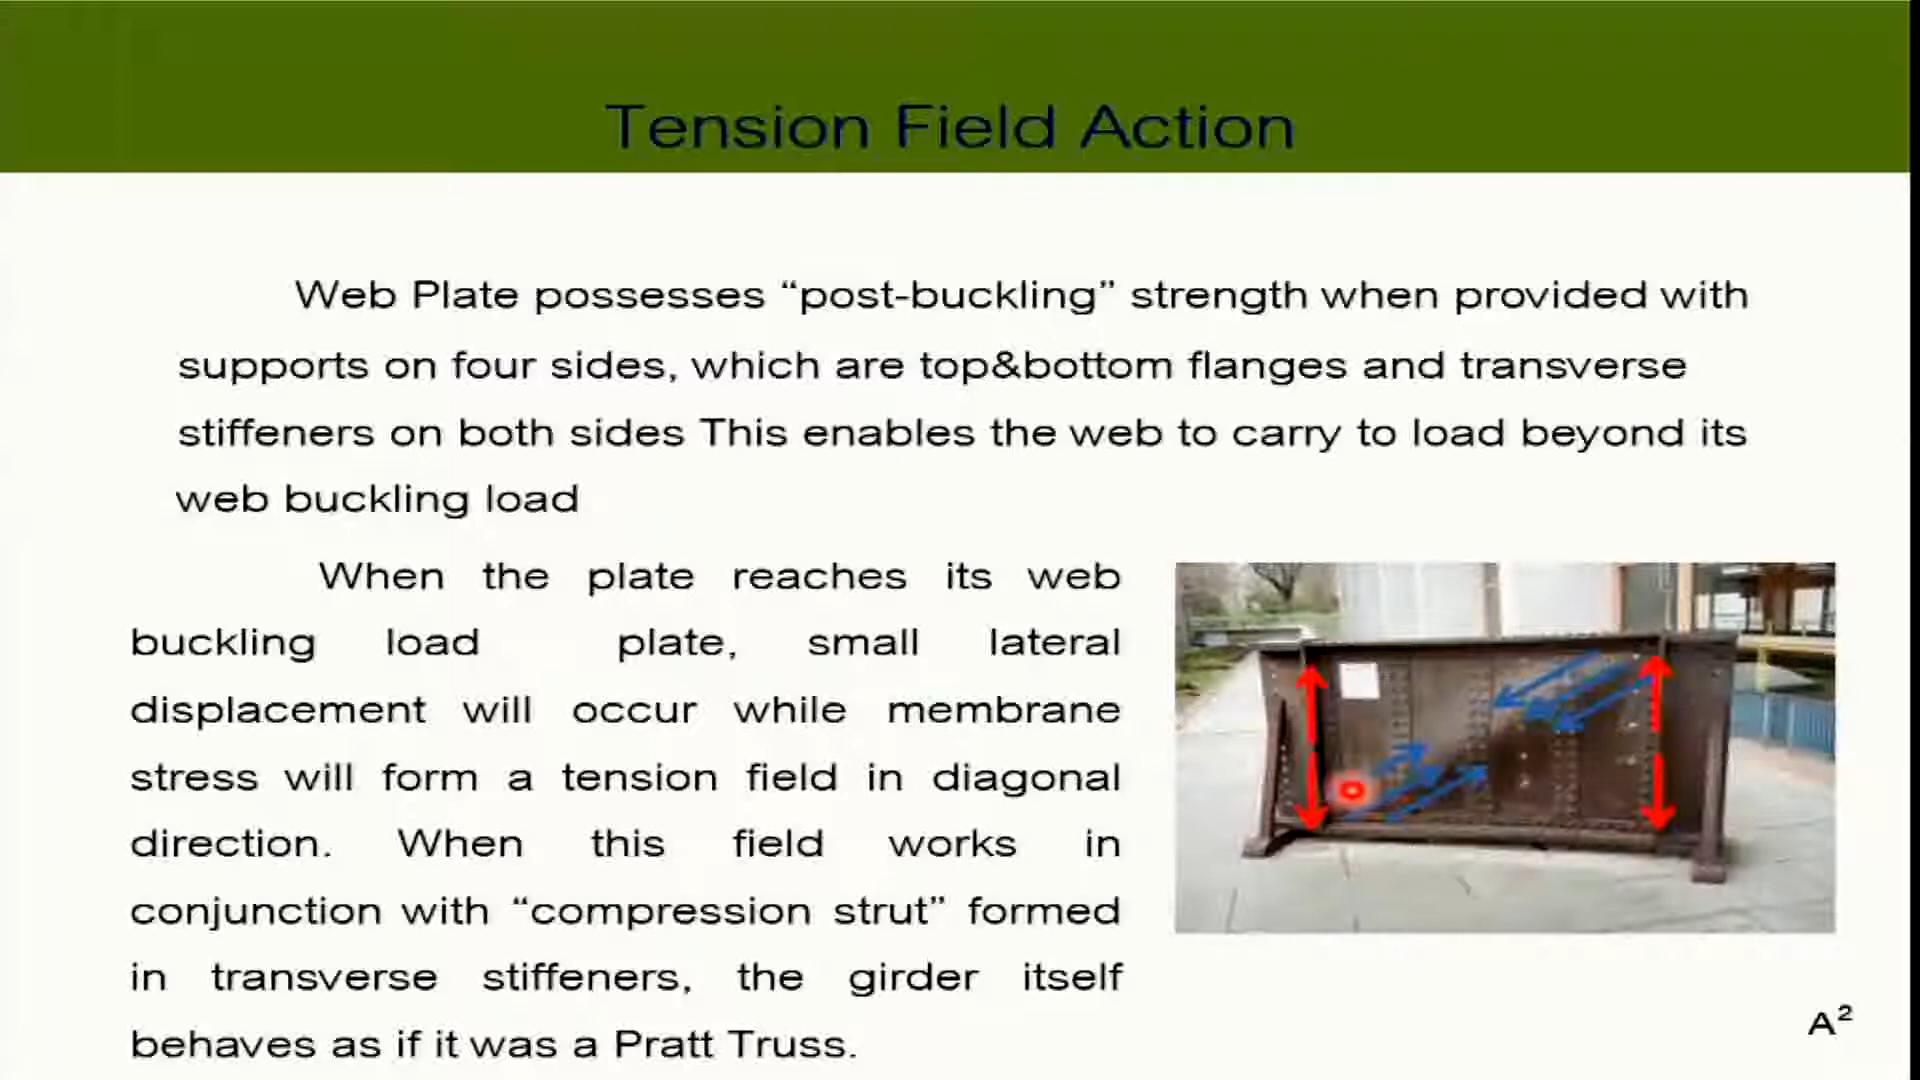 Tension Field Action
Web Plate possesses “post-buckling” strength when provided with
supports on four sides, which are top&bottom flanges and transverse
stiffeners on both sides This enables the web to carry to load beyond its
web buckling load
When the plate reaches its web
buckling load plate, small lateral
displacement will occur while membrane
stress will form a tension field in diagonal
direction. When this field works in
conjunction with “compression strut” formed
in transverse stiffeners, the girder itself
behaves as if it was a Pratt Truss.
A²